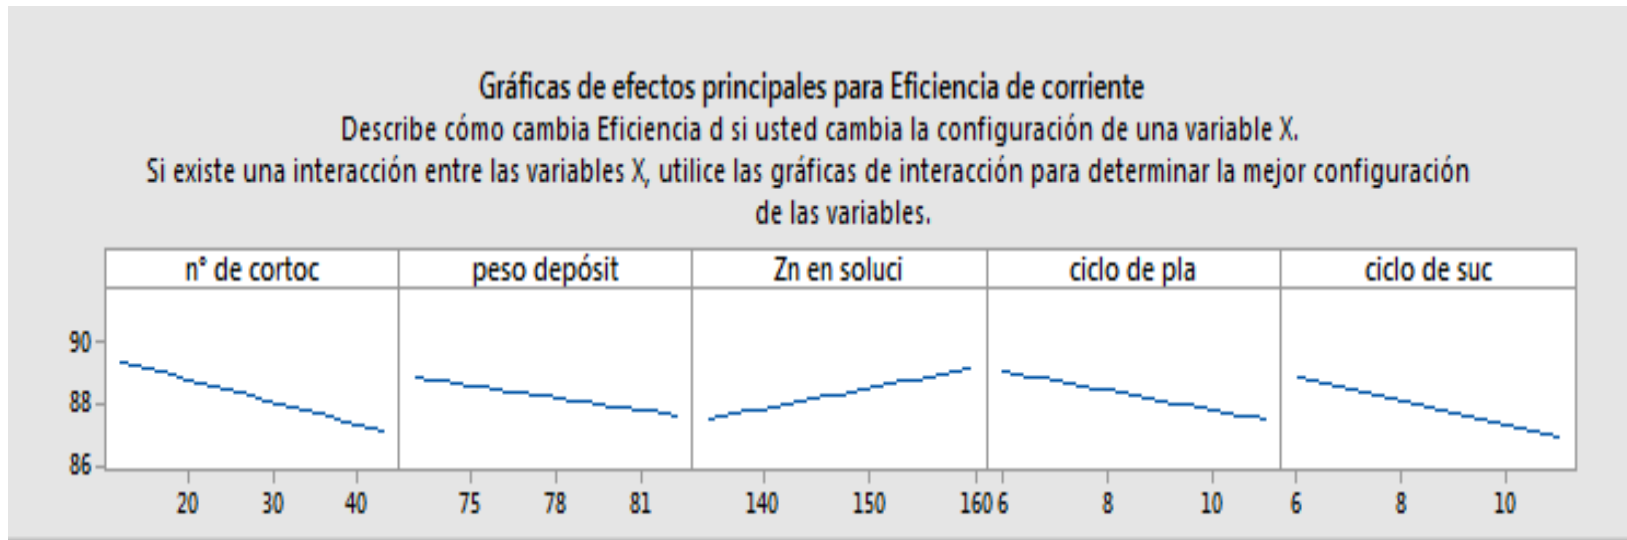 Gráficas de efectos principales para Eficiencia de corriente
Describe cómo cambia Eficiencia d si usted cambia la configuración de una variable X.
Si existe una interacción entre las variables X, utilice las gráficas de interacción para determinar la mejor configuración
de las variables.
n° de cortoc peso depósit Zn en soluci ciclo de pla ciclo de suc
90
88
86
20 30 40 75 78 81 140 150 160 6 8 10 6 8 10